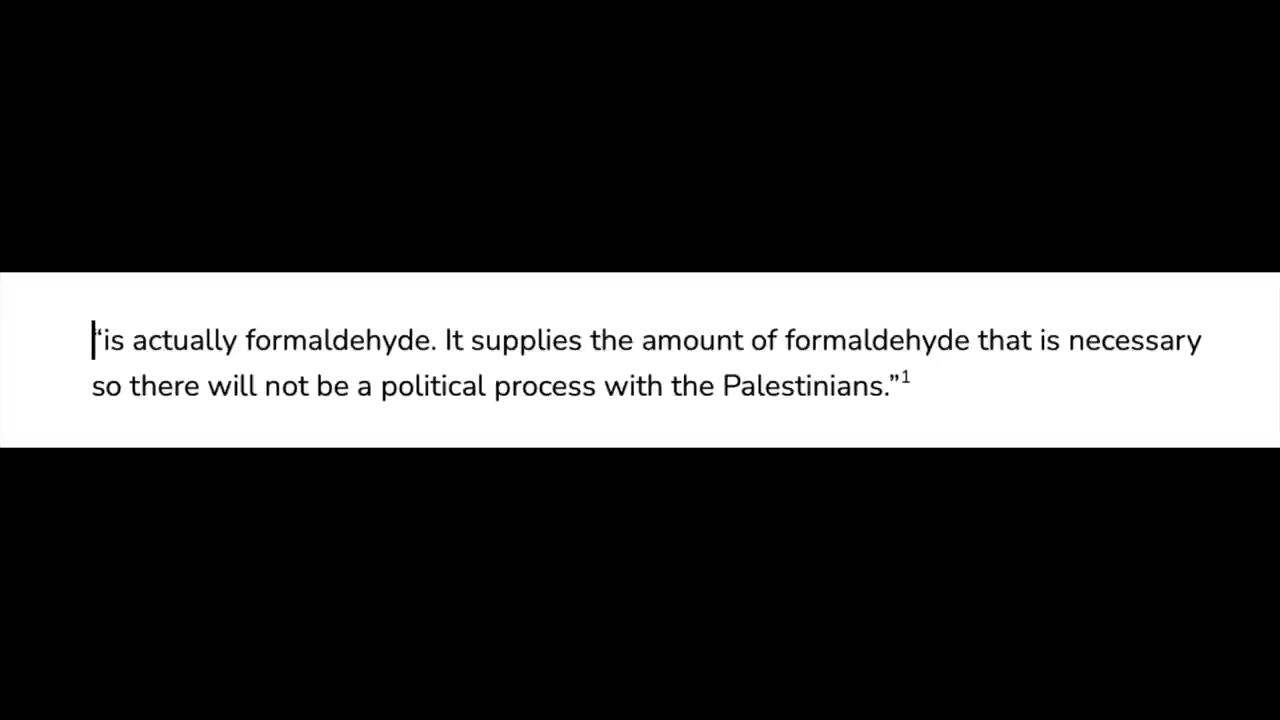 “is actually formaldehyde. It supplies the amount of formaldehyde that is necessary
so there will not be a political process with the Palestinians.”1